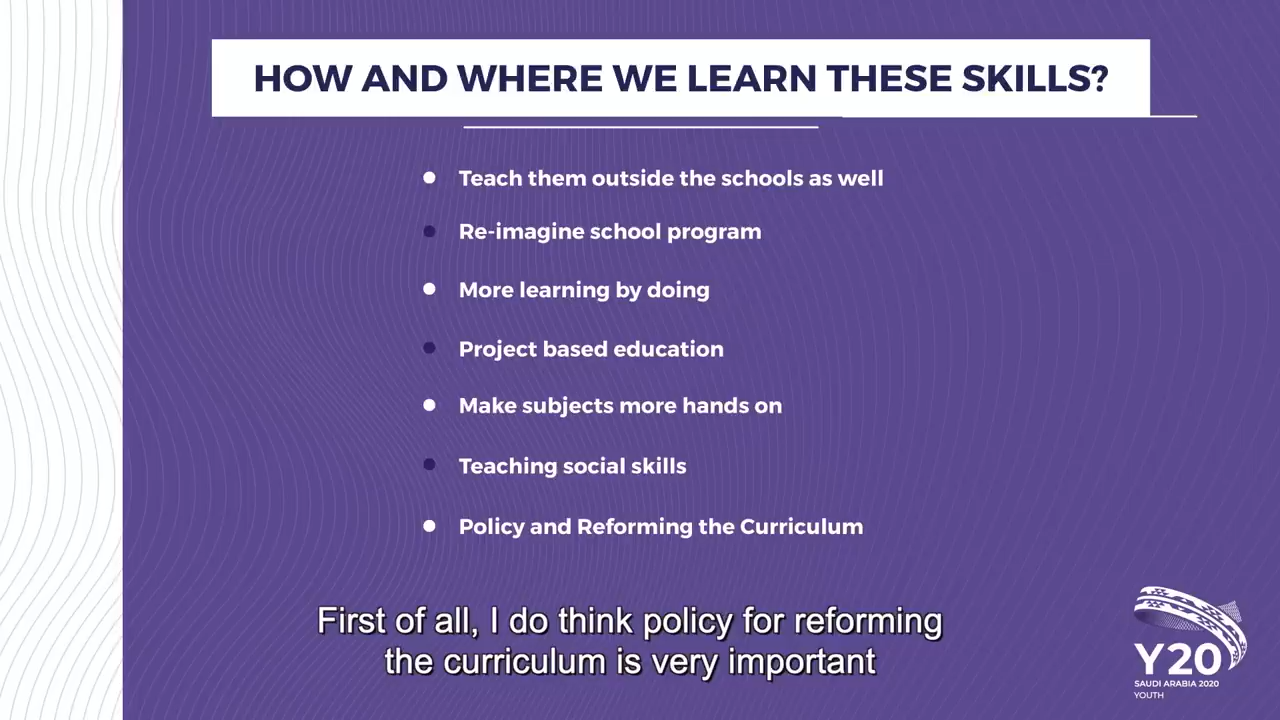 HOW AND WHERE WE LEARN THESE SKILLS?
Teach them outside the schools as well
Re-imagine school program
More learning by doing
Project based education
Make subjects more hands on
Teaching social skills
Policy and Reforming the Curriculum
First of all, I do think policy for reforming
the curriculum is very important
Y20
SAUDI ARABIA 2020
YOUTH